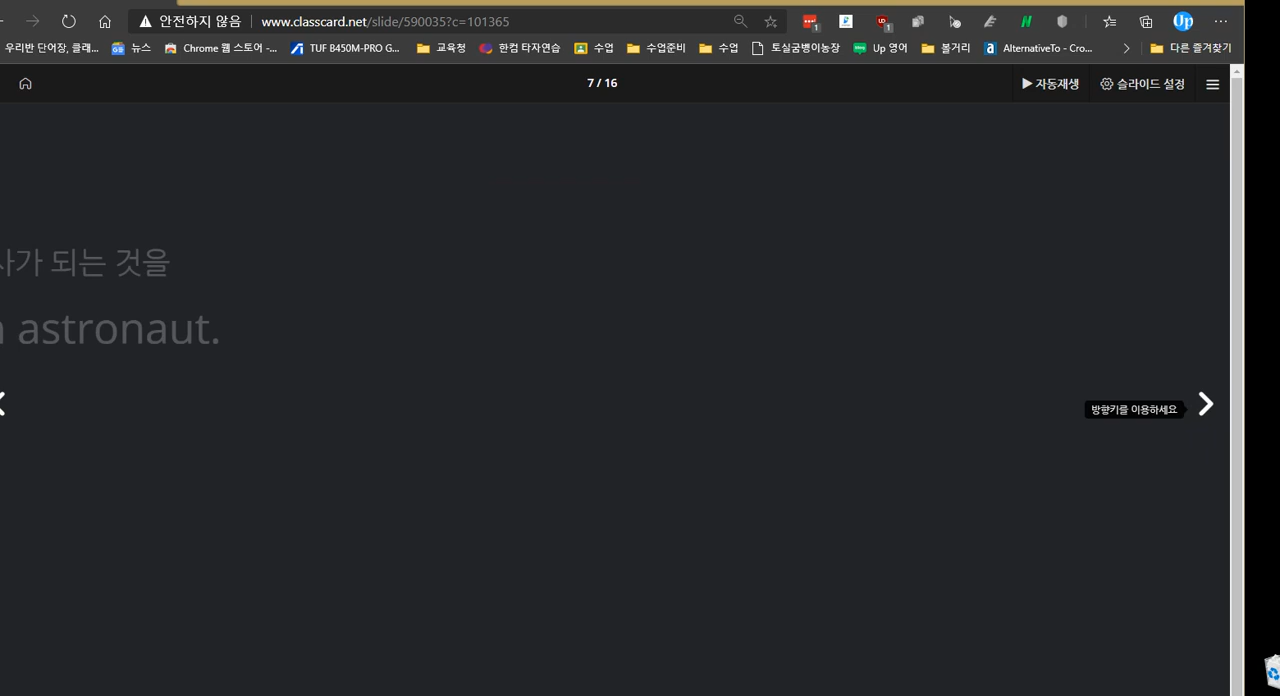 안전하지 않음 www.classcard.net/slide/590035?c=101365
우리반 단어장, 클래... 뉴스 Chrome 웹 스토어 -... TUF B450M-PRO G... 교육청 한컴 타자연습 수업 수업준비 수업 토실굼벵이농장 Up 영어 볼거리 AlternativeTo - Cro... 다른 즐겨찾기
7 / 16 ▶ 자동재생 슬라이드 설정
사가 되는 것을
astronaut.
방향키를 이용하세요